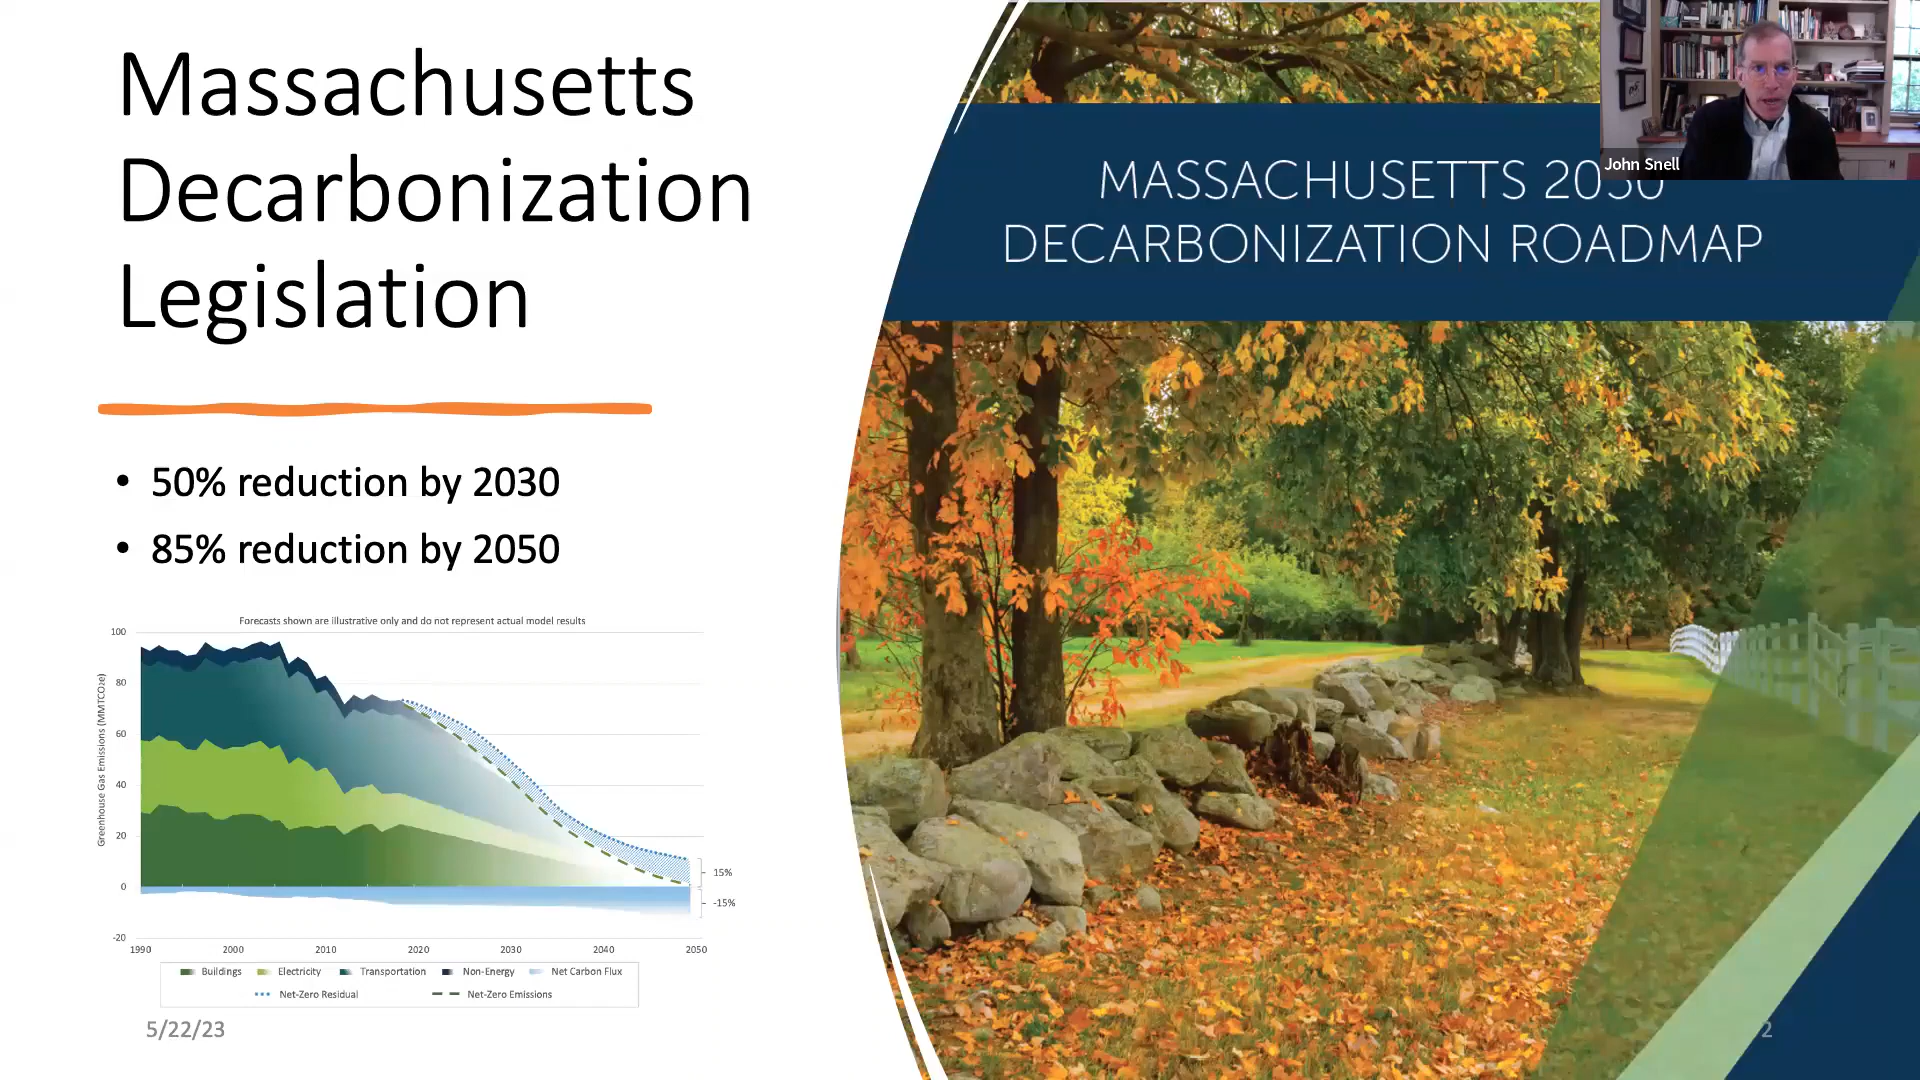 Massachusetts
Decarbonization
Legislation
• 50% reduction by 2030
• 85% reduction by 2050
Forecasts shown are illustrative only and do not represent actual model results
Greenhouse Gas Emissions (MMTCO₂e)
100
80
60
40
20
0
-20
15%
-15%
1990 2000 2010 2020 2030 2040 2050
Buildings Electricity Transportation Non-Energy Net Carbon Flux
Net-Zero Residual Net-Zero Emissions
5/22/23
John Snell
MASSACHUSETTS 2050
DECARBONIZATION ROADMAP
2